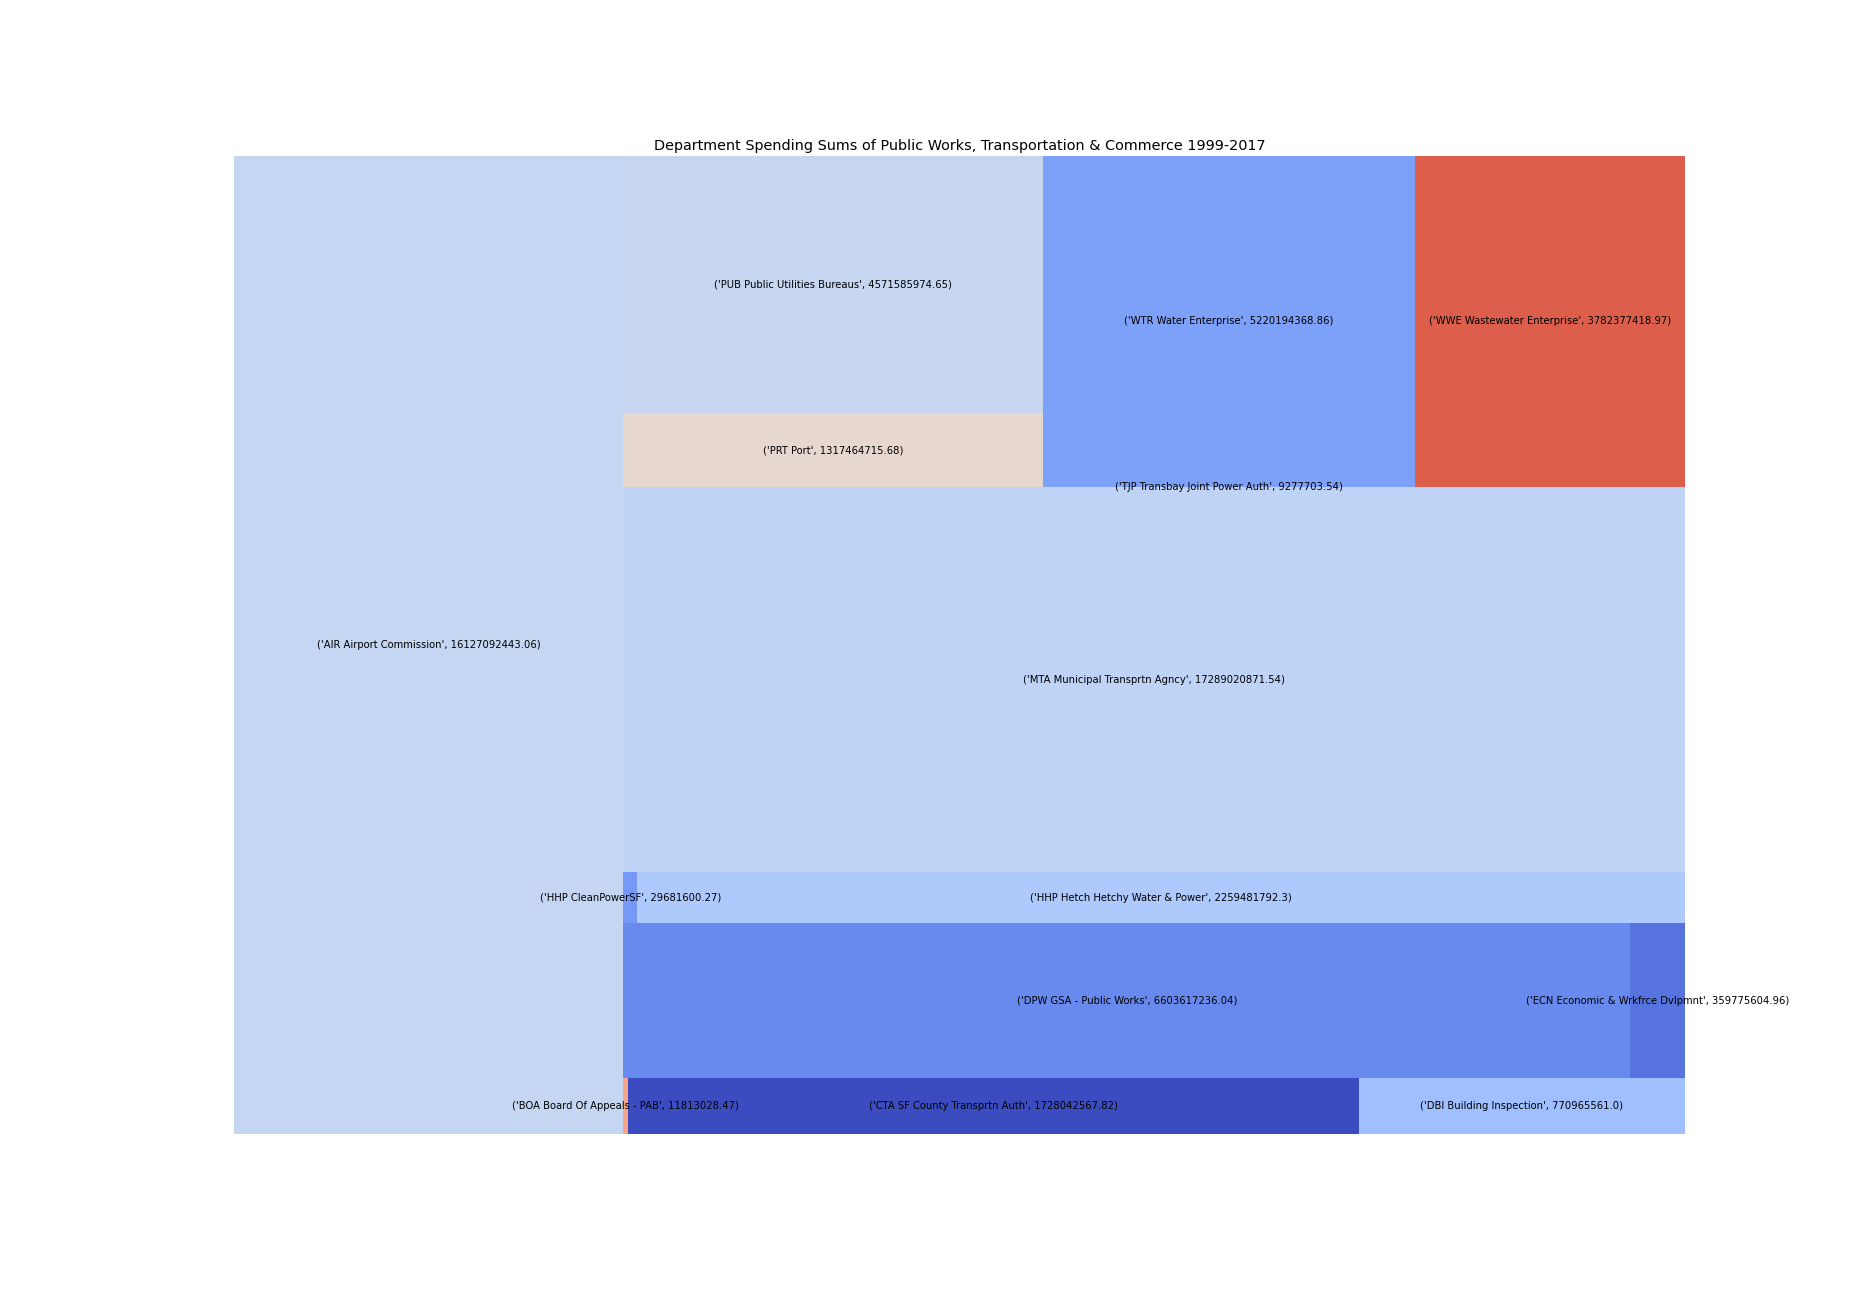 Department Spending Sums of Public Works, Transportation & Commerce 1999-2017
('PUB Public Utilities Bureaus', 4571585974.65)
('WTR Water Enterprise', 5220194368.86)
('WWE Wastewater Enterprise', 3782377418.97)
('PRT Port', 1317464715.68)
('TJP Transbay Joint Power Auth', 9277703.54)
('AIR Airport Commission', 16127092443.06)
('MTA Municipal Transprtn Agncy', 17289020871.54)
('HHP CleanPowerSF', 29681600.27)
('HHP Hetch Hetchy Water & Power', 2259481792.3)
('DPW GSA - Public Works', 6603617236.04)
('ECN Economic & Wrkfrce Dvlpmnt', 359775604.96)
('BOA Board Of Appeals - PAB', 11813028.47)
('CTA SF County Transprtn Auth', 1728042567.82)
('DBI Building Inspection', 770965561.0)